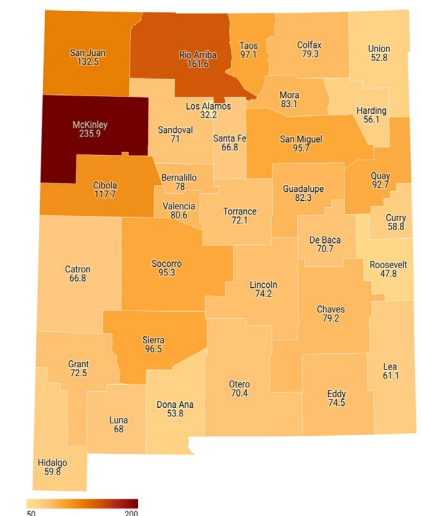 San Juan
132.5
Rio Arriba
161.6
Taos
97.1
Colfax
79.3
Union
52.8
Mora
83.1
Harding
56.1
Los Alamos
32.2
McKinley
235.9
Sandoval
71
Santa Fe
66.8
San Miguel
95.7
Quay
92.7
Cibola
117.7
Bernalillo
78
Valencia
80.6
Torrance
72.1
Guadalupe
82.3
Curry
58.8
De Baca
70.7
Roosevelt
47.8
Catron
66.8
Socorro
95.3
Lincoln
74.2
Chaves
79.2
Sierra
96.5
Grant
72.5
Otero
70.4
Lea
61.1
Eddy
74.5
Luna
68
Dona Ana
53.8
Hidalgo
59.8
50
200